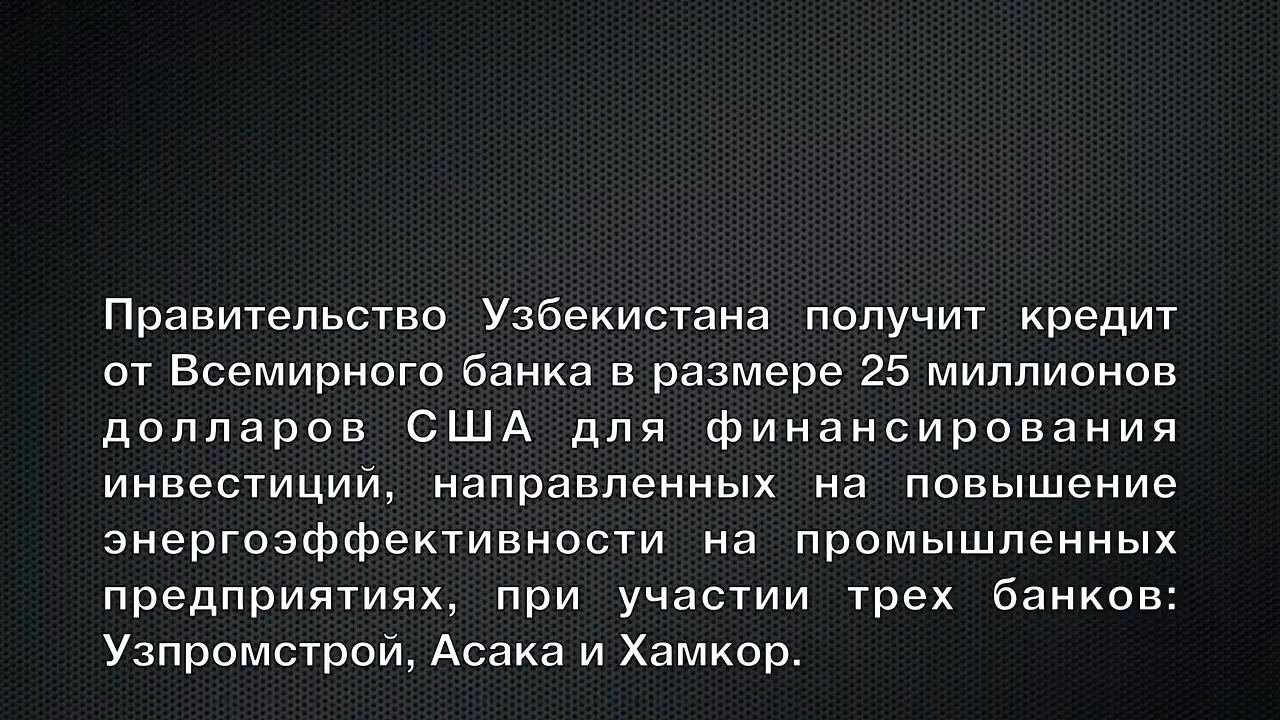 Правительство Узбекистана получит кредит
от Всемирного банка в размере 25 миллионов
долларов США для финансирования
инвестиций, направленных на повышение
энергоэффективности на промышленных
предприятиях, при участии трех банков:
Узпромстрой, Асака и Хамкор.